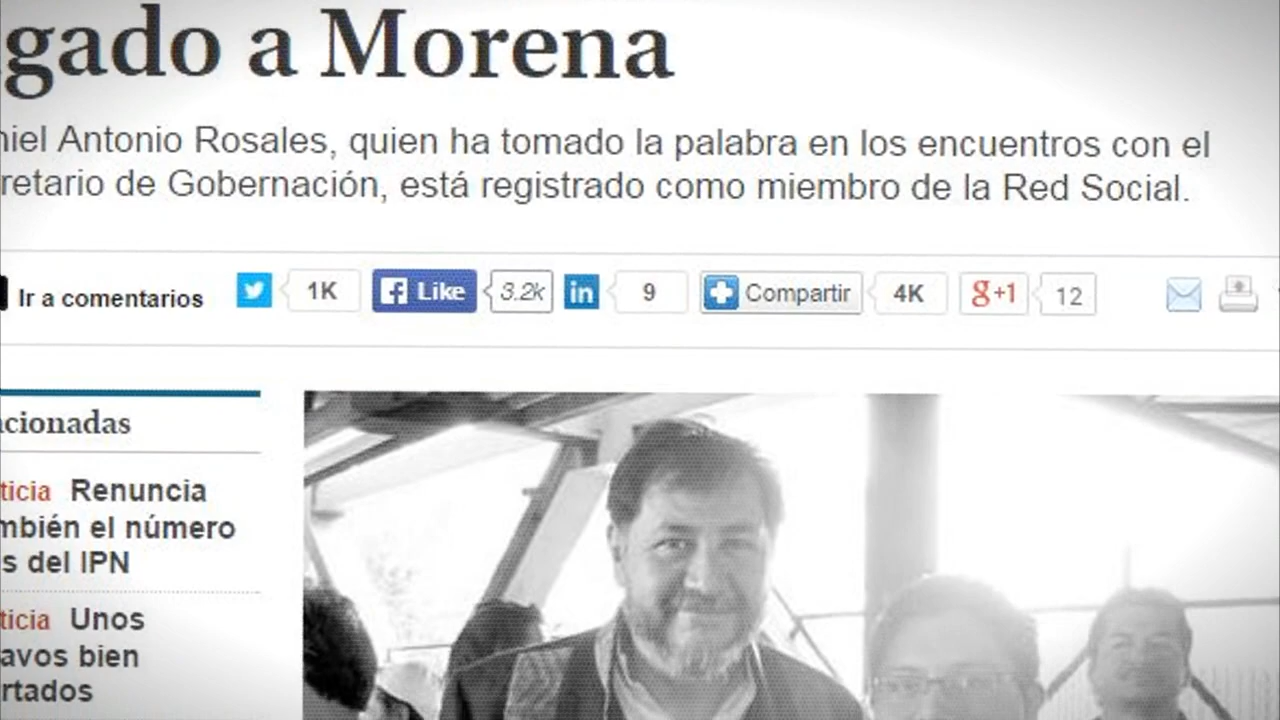 gado a Morena
niel Antonio Rosales, quien ha tomado la palabra en los encuentros con el
retario de Gobernación, está registrado como miembro de la Red Social.
Ir a comentarios 1K Like 3.2k in 9 Compartir 4K g+1 12
cionadas
ticia Renuncia
mbién el número
s del IPN
ticia Unos
avos bien
rtados